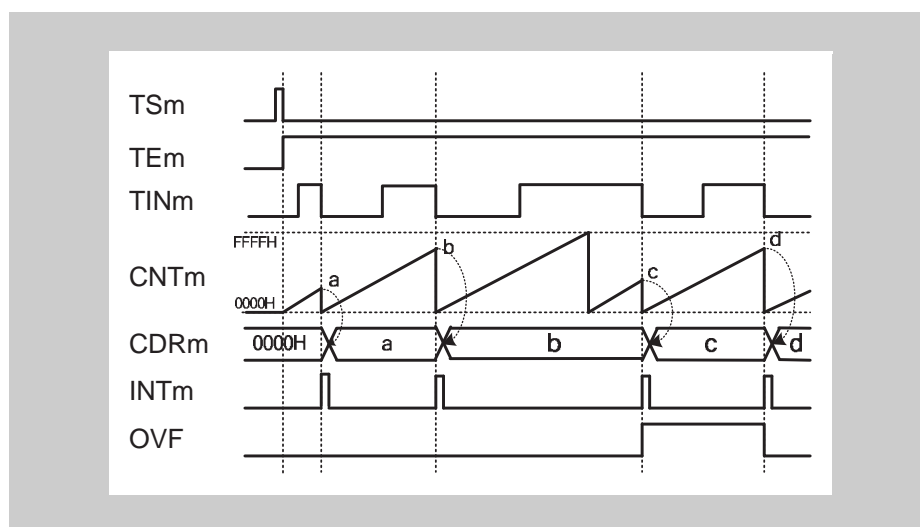 TSm
TEm
TINm
FFFFH
CNTm
0000H
a
b
c
d
CDRm
0000H
a
b
c
d
INTm
OVF